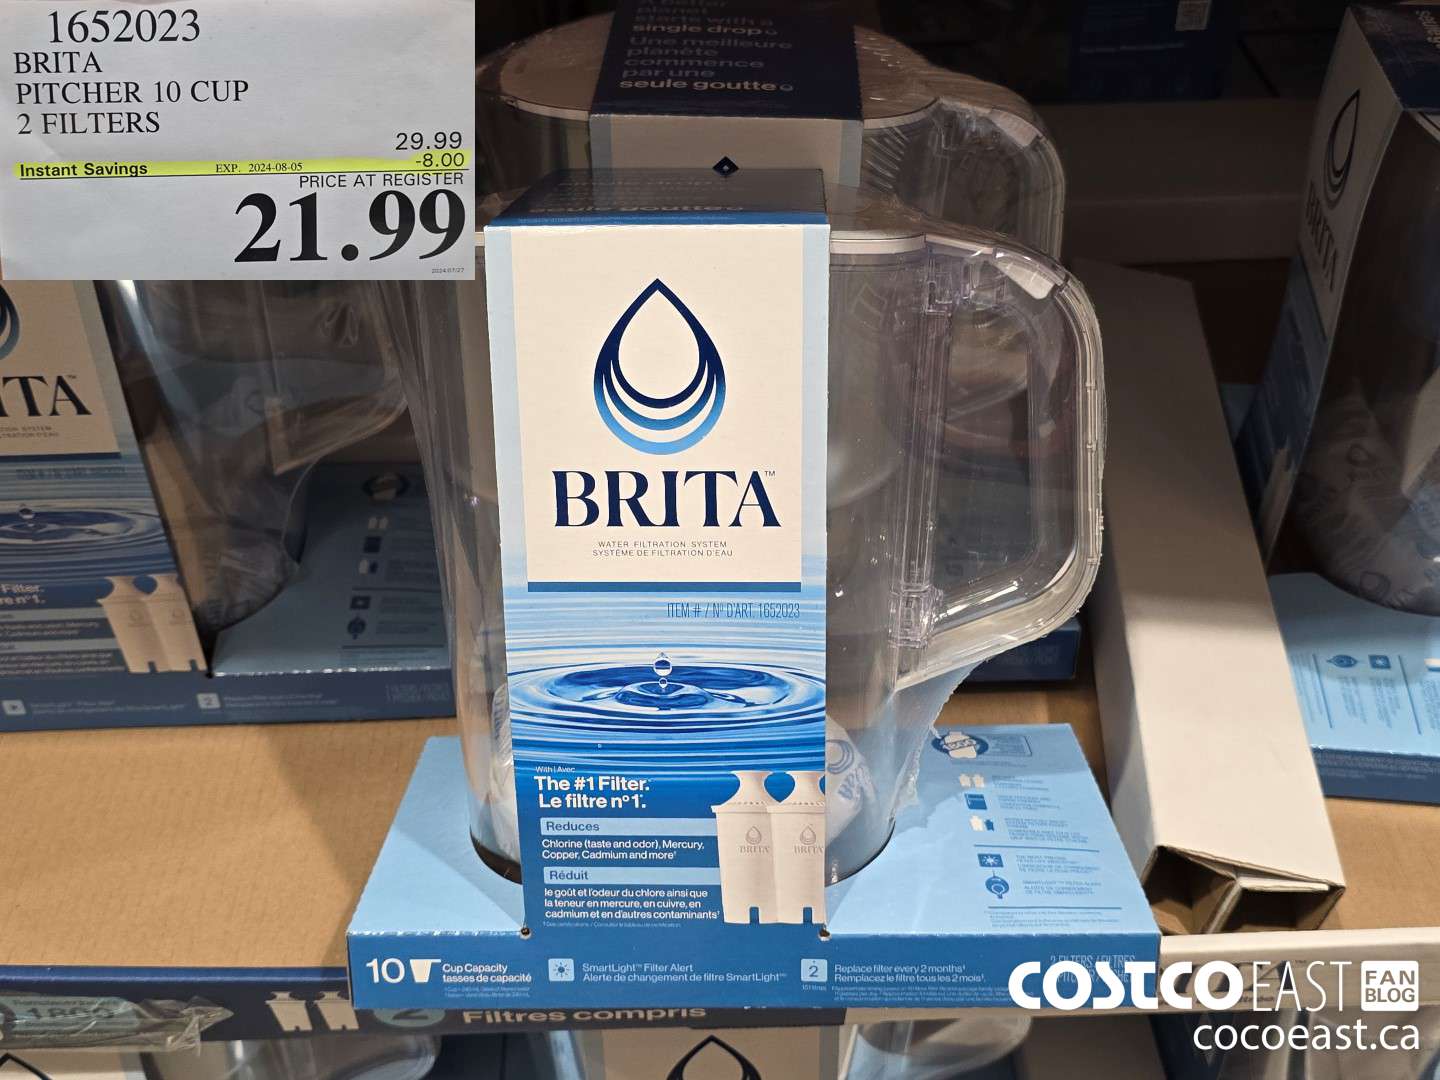 1652023
BRITA
PITCHER 10 CUP
2 FILTERS
29.99
Instant Savings EXP. 2024-08-05 -8.00
PRICE AT REGISTER
21.99
2024/07/27
single drop
Une meilleure
planète
commence
par une
seule goutte
BRITA™
WATER FILTRATION SYSTEM
SYSTÈME DE FILTRATION D'EAU
ITEM # / N° D'ART. 1652023
With | Avec
The #1 Filter.
Le filtre n° 1.
Reduces
Chlorine (taste and odor), Mercury,
Copper, Cadmium and more†
Réduit
le goût et l'odeur du chlore ainsi que
la teneur en mercure, en cuivre, en
cadmium et en d'autres contaminants†
BRITA BRITA
10 Cup Capacity
tasses de capacité
SmartLight™ Filter Alert
Alerte de changement de filtre SmartLight™
2 Replace filter every 2 months‡
Remplacez le filtre tous les 2 mois‡.
Filtres compris
BRITA
COSTCO EAST FAN BLOG
cocoeast.ca